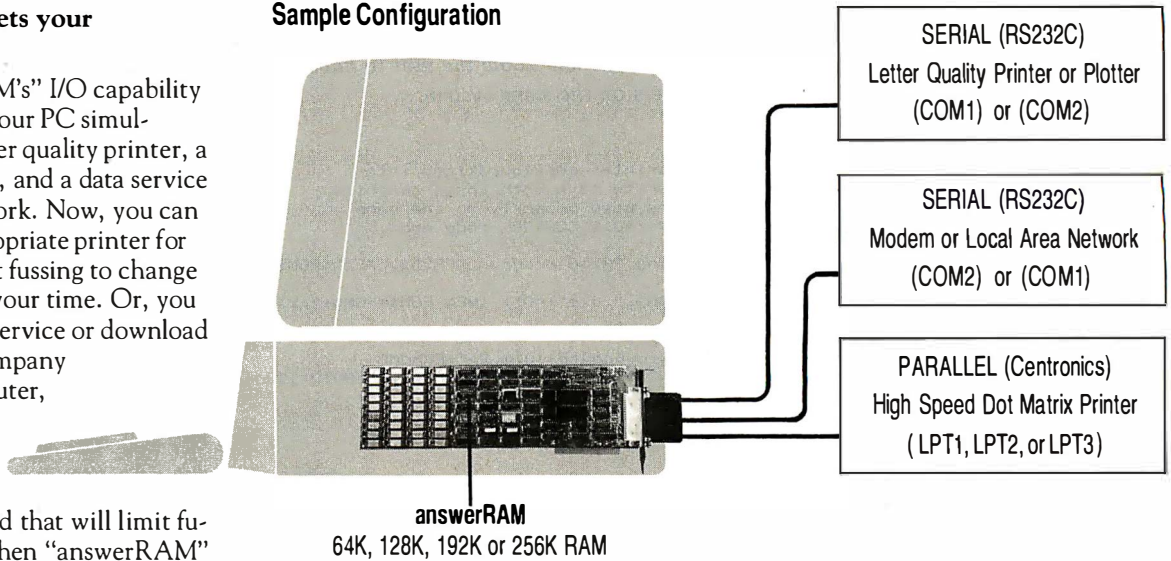 ets your
M's” I/O capability
our PC simul-
er quality printer, a
, and a data service
ork. Now, you can
opriate printer for
t fussing to change
your time. Or, you
service or download
mpany
uter,
d that will limit fu-
hen “answerRAM”
Sample Configuration
SERIAL (RS232C)
Letter Quality Printer or Plotter
(COM1) or (COM2)
SERIAL (RS232C)
Modem or Local Area Network
(COM2) or (COM1)
PARALLEL (Centronics)
High Speed Dot Matrix Printer
(LPT1, LPT2, or LPT3)
answerRAM
64K, 128K, 192K or 256K RAM